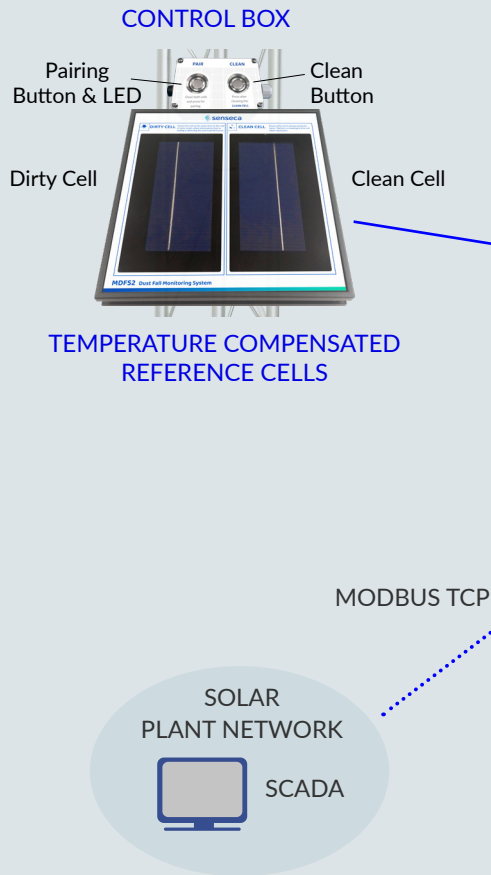 CONTROL BOX
Pairing
Button & LED
Clean
Button
PAIR
CLEAN
senseca
DIRTY CELL
CLEAN CELL
Dirty Cell
Clean Cell
MDFS2 Dust Fall Monitoring System
TEMPERATURE COMPENSATED
REFERENCE CELLS
MODBUS TCP
SOLAR
PLANT NETWORK
SCADA